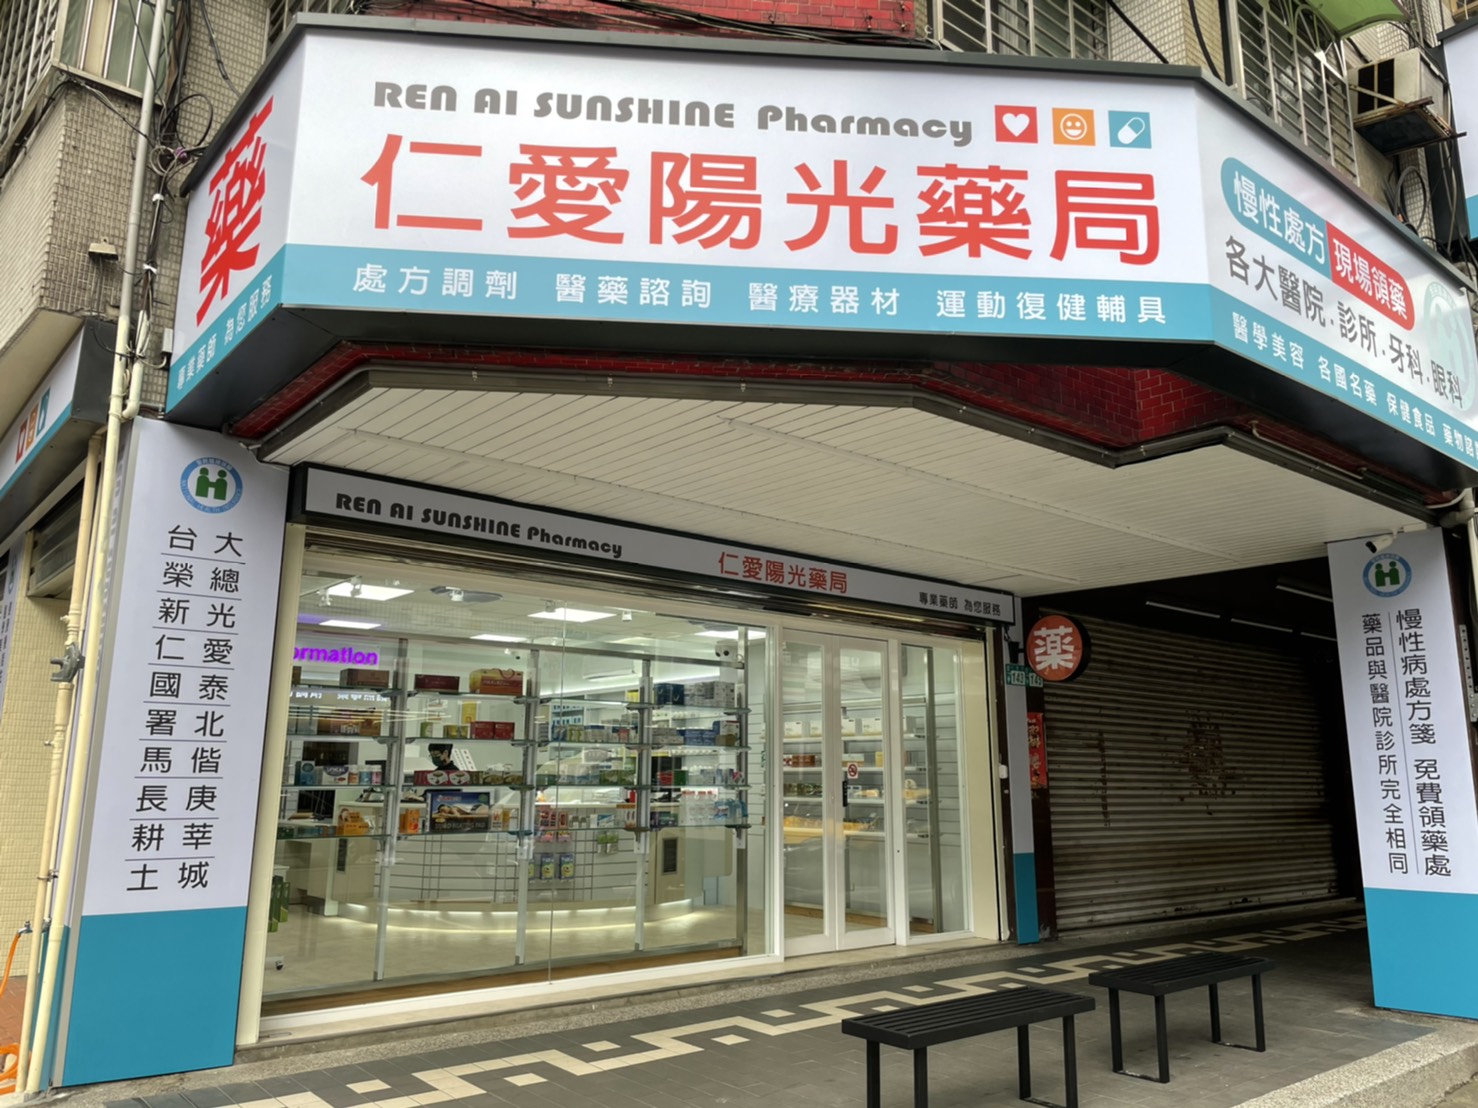 REN AI SUNSHINE Pharmacy
仁愛陽光藥局
處方調劑 醫藥諮詢 醫療器材 運動復健輔具
藥
專業藥師 為您服務
慢性處方 現場領藥
各大醫院.診所.牙科.眼科
醫學美容 各國名藥 保健食品 藥物諮
REN AI SUNSHINE Pharmacy
仁愛陽光藥局
專業藥師 為您服務
大 台
總 榮
光 新
愛 仁
泰 國
北 署
偕 馬
庚 長
莘 耕
城 土
ormation
藥
143
慢性病處方箋 免費領藥處
藥品與醫院診所完全相同